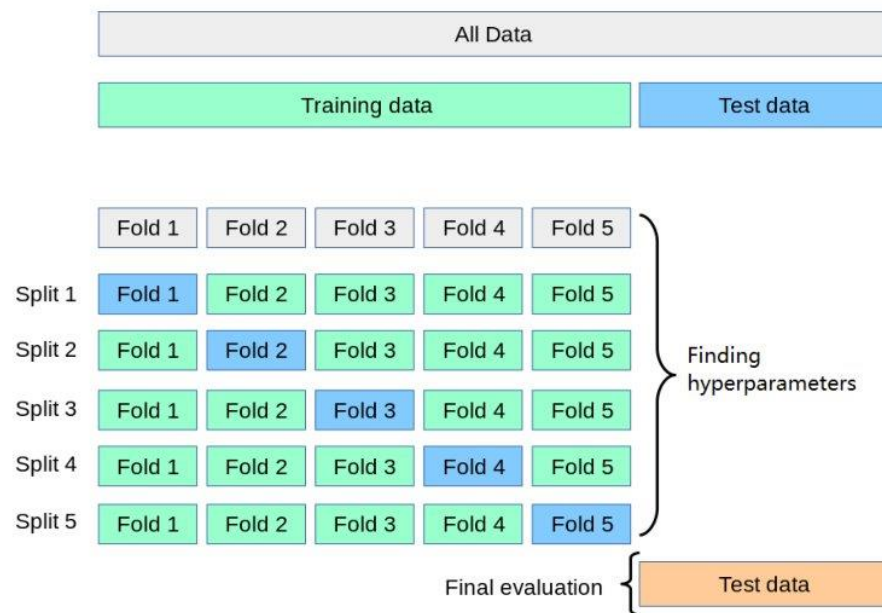 All Data
Training data Test data
Fold 1 Fold 2 Fold 3 Fold 4 Fold 5
Split 1 Fold 1 Fold 2 Fold 3 Fold 4 Fold 5
Split 2 Fold 1 Fold 2 Fold 3 Fold 4 Fold 5
Split 3 Fold 1 Fold 2 Fold 3 Fold 4 Fold 5
Split 4 Fold 1 Fold 2 Fold 3 Fold 4 Fold 5
Split 5 Fold 1 Fold 2 Fold 3 Fold 4 Fold 5
Finding
hyperparameters
Final evaluation Test data